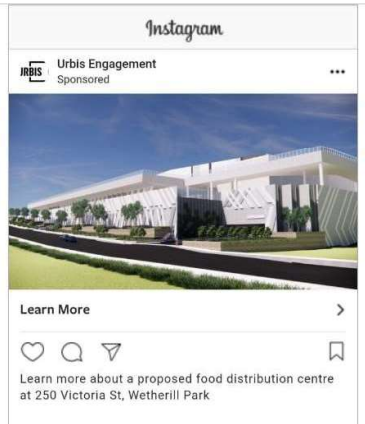 Instagram
URBIS
Urbis Engagement
Sponsored
Learn More
Learn more about a proposed food distribution centre
at 250 Victoria St, Wetherill Park